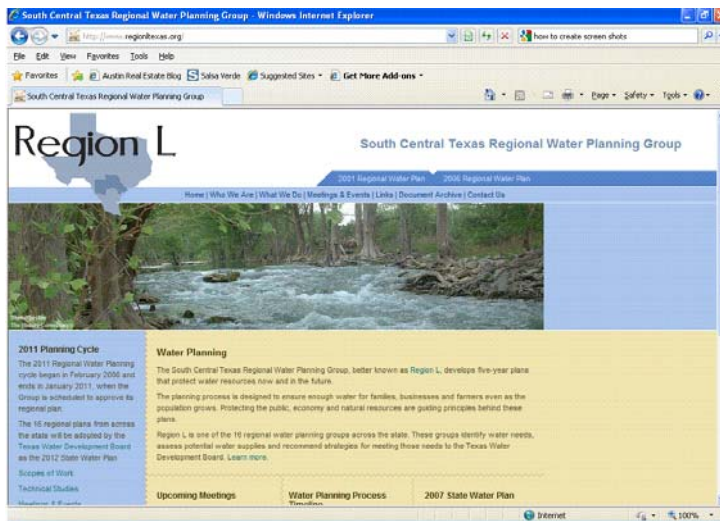 South Central Texas Regional Water Planning Group - Windows Internet Explorer
how to create screen shots
File Edit View Favorites Tools Help
Favorites Austin Real Estate Blog Salsa Verde Suggested Sites Get More Add-ons
South Central Texas Regional Water Planning Group
Page Safety Tools
Region L
South Central Texas Regional Water Planning Group
2001 Regional Water Plan 2006 Regional Water Plan
Home | Who We Are | What We Do | Meetings & Events | Links | Document Archive | Contact Us
2011 Planning Cycle
The 2011 Regional Water Planning
cycle began in February 2006 and
ends in January 2011, when the
Group is scheduled to approve its
regional plan.
The 16 regional plans from across
the state will be adopted by the
Texas Water Development Board
as the 2012 State Water Plan
Scopes of Work
Technical Studies
Meetings & Events
Water Planning
The South Central Texas Regional Water Planning Group, better known as Region L, develops five-year plans
that protect water resources now and in the future.
The planning process is designed to ensure enough water for families, businesses and farmers even as the
population grows. Protecting the public, economy and natural resources are guiding principles behind these
plans.
Region L is one of the 16 regional water planning groups across the state. These groups identify water needs,
assess potential water supplies and recommend strategies for meeting those needs to the Texas Water
Development Board. Learn more.
Upcoming Meetings
Water Planning Process
Timeline
2007 State Water Plan
Internet
100%